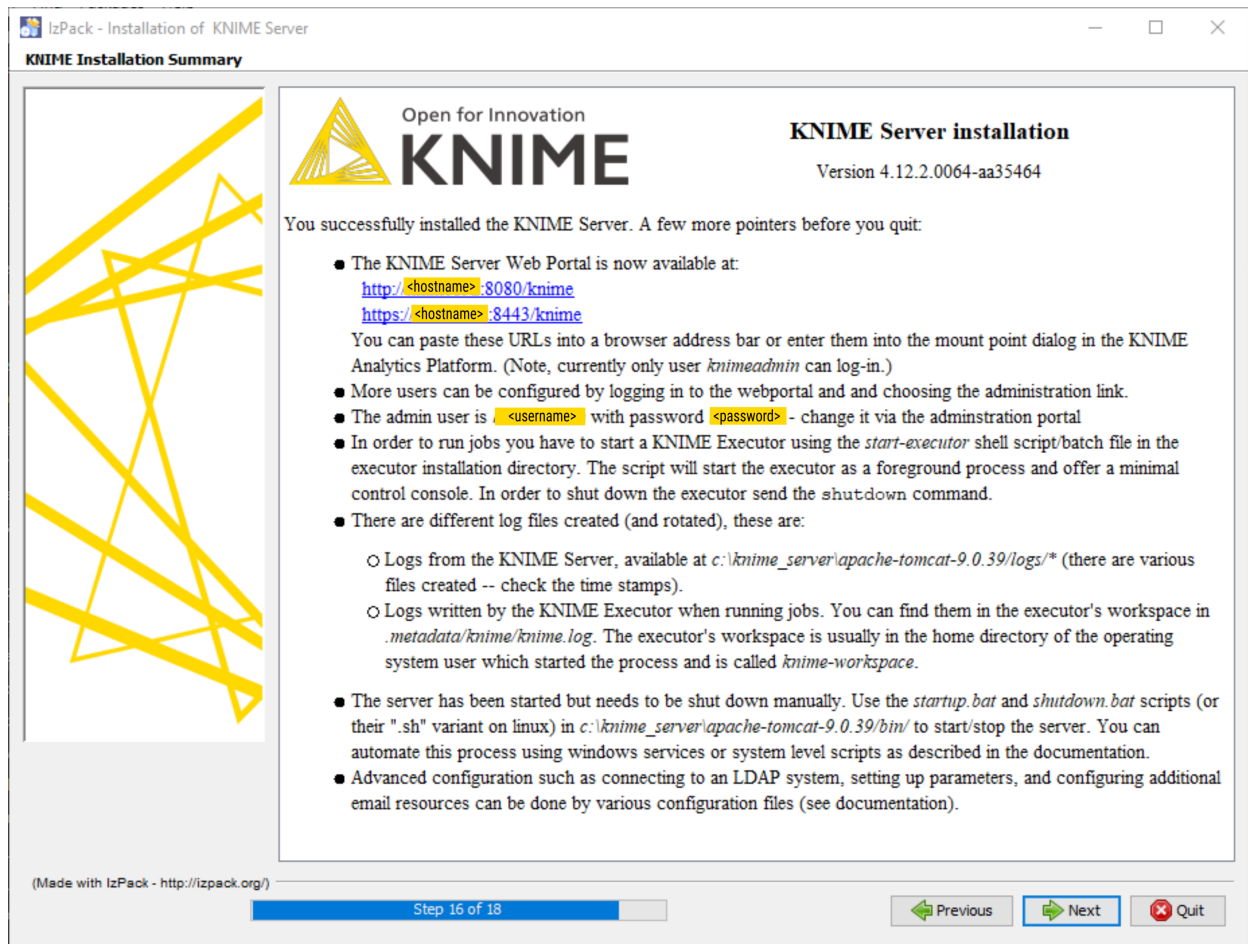 IzPack - Installation of KNIME Server
KNIME Installation Summary
Open for Innovation
KNIME
KNIME Server installation
Version 4.12.2.0064-aa35464
You successfully installed the KNIME Server. A few more pointers before you quit:
The KNIME Server Web Portal is now available at:
http://<hostname>:8080/knime
https:/<hostname>:8443/knime
You can paste these URLs into a browser address bar or enter them into the mount point dialog in the KNIME
Analytics Platform. (Note, currently only user knimeadmin can log-in.)
More users can be configured by logging in to the webportal and and choosing the administration link.
The admin user is <username> with password <password> - change it via the adminstration portal
In order to run jobs you have to start a KNIME Executor using the start-executor shell script/batch file in the
executor installation directory. The script will start the executor as a foreground process and offer a minimal
control console. In order to shut down the executor send the shutdown command.
There are different log files created (and rotated), these are:
Logs from the KNIME Server, available at c:\knime_server\apache-tomcat-9.0.39/logs/* (there are various
files created -- check the time stamps).
Logs written by the KNIME Executor when running jobs. You can find them in the executor's workspace in
.metadata/knime/knime.log. The executor's workspace is usually in the home directory of the operating
system user which started the process and is called knime-workspace.
The server has been started but needs to be shut down manually. Use the startup.bat and shutdown.bat scripts (or
their ".sh" variant on linux) in c:\knime_server\apache-tomcat-9.0.39/bin/ to start/stop the server. You can
automate this process using windows services or system level scripts as described in the documentation.
Advanced configuration such as connecting to an LDAP system, setting up parameters, and configuring additional
email resources can be done by various configuration files (see documentation).
(Made with IzPack - http://izpack.org/)
Step 16 of 18
Previous
Next
Quit